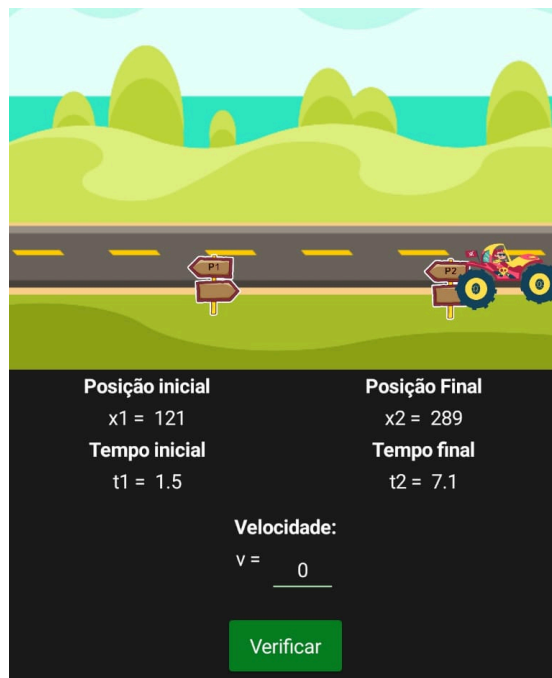 P1
P2
Posição inicial
x1 = 121
Tempo inicial
t1 = 1.5
Posição Final
x2 = 289
Tempo final
t2 = 7.1
Velocidade:
v = 0
Verificar